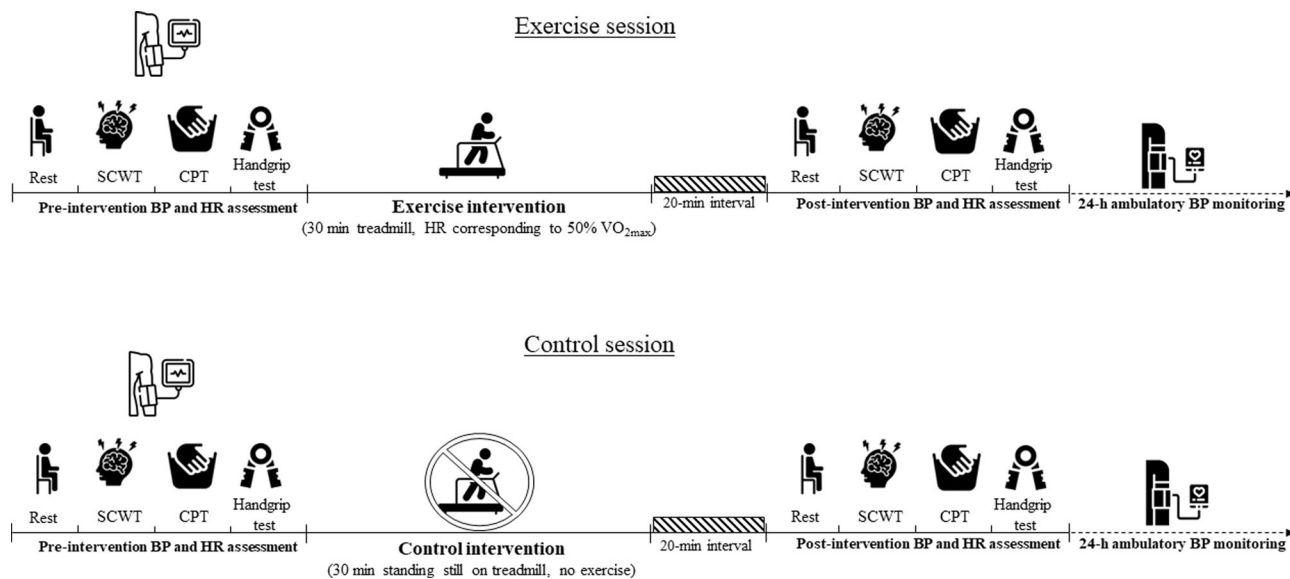 Exercise session
Rest SCWT CPT Handgrip test Rest SCWT CPT Handgrip test
Pre-intervention BP and HR assessment Exercise intervention 20-min interval Post-intervention BP and HR assessment 24-h ambulatory BP monitoring
(30 min treadmill, HR corresponding to 50% VO2max)
Control session
Rest SCWT CPT Handgrip test Rest SCWT CPT Handgrip test
Pre-intervention BP and HR assessment Control intervention 20-min interval Post-intervention BP and HR assessment 24-h ambulatory BP monitoring
(30 min standing still on treadmill, no exercise)